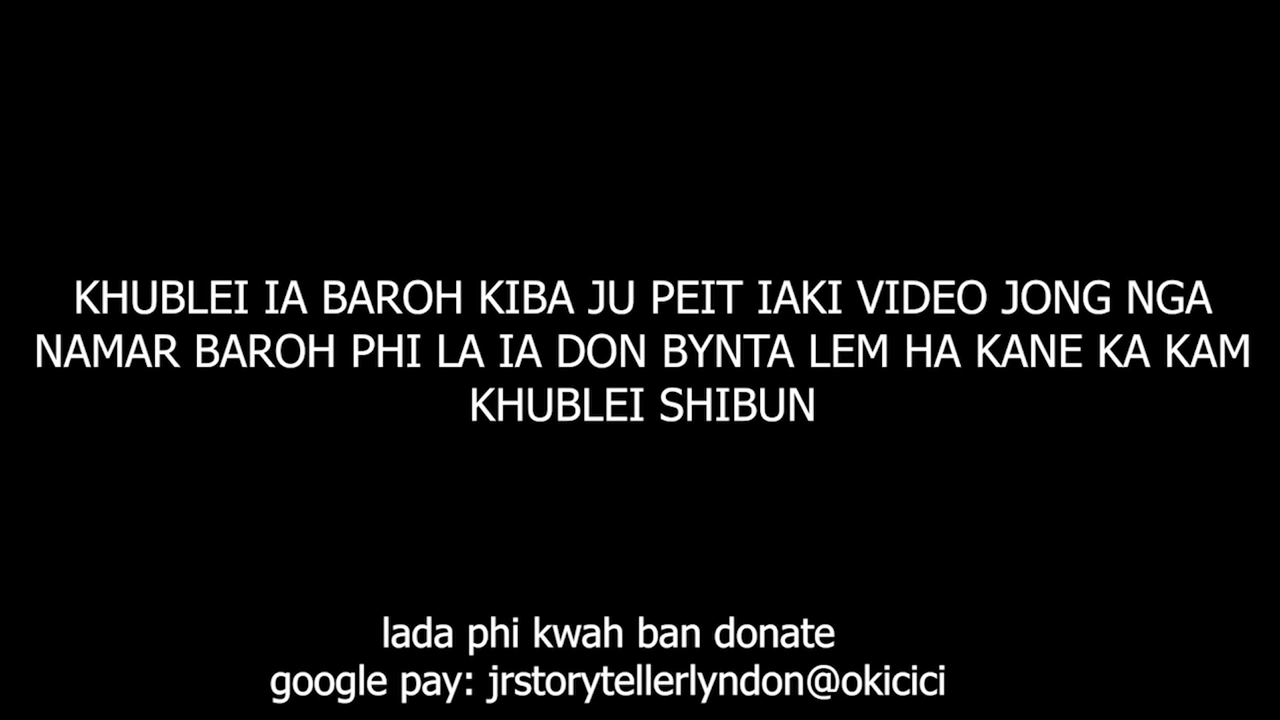 KHUBLEI IA BAROH KIBA JU PEIT IAKI VIDEO JONG NGA
NAMAR BAROH PHI LA IA DON BYNTA LEM HA KANE KA KAM
KHUBLEI SHIBUN
lada phi kwah ban donate
google pay: jrstorytellerlyndon@okicici